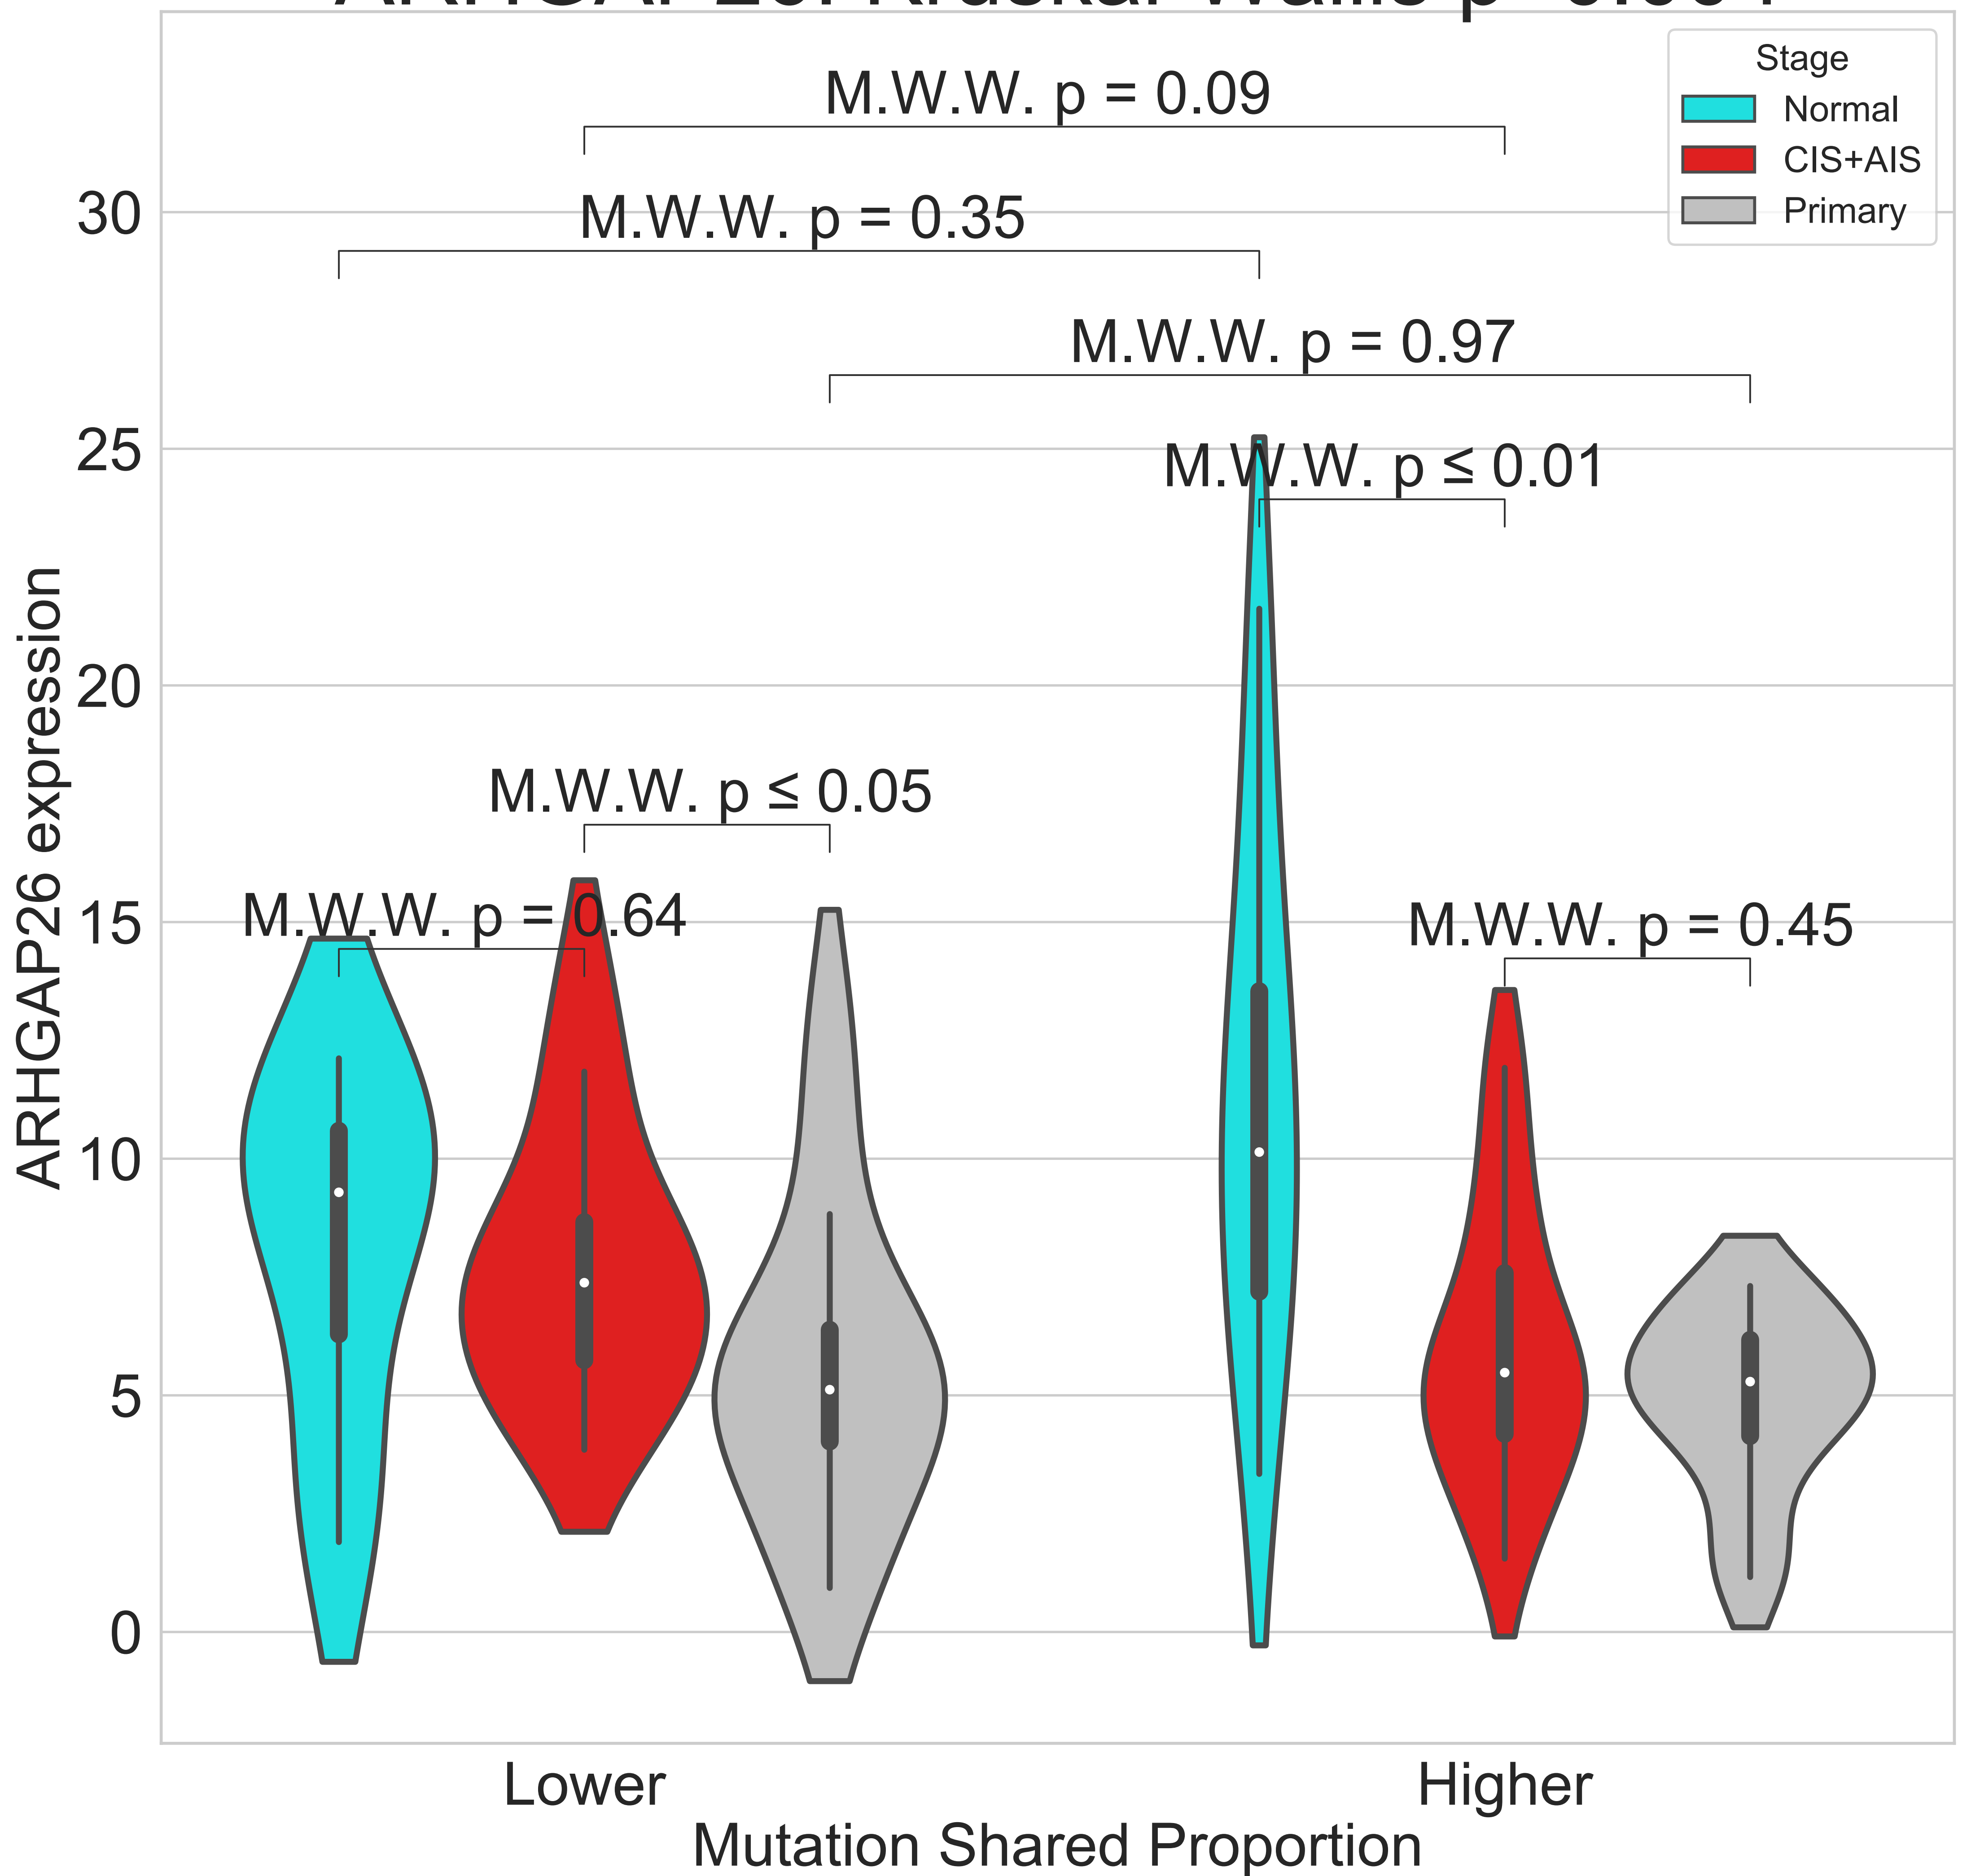 Stage
Normal
CIS+AIS
Primary
M.W.W. p = 0.09
M.W.W. p = 0.35
M.W.W. p = 0.97
M.W.W. p ≤ 0.01
M.W.W. p ≤ 0.05
M.W.W. p = 0.64
M.W.W. p = 0.45
ARHGAP26 expression
30
25
20
15
10
5
0
Lower
Higher
Mutation Shared Proportion